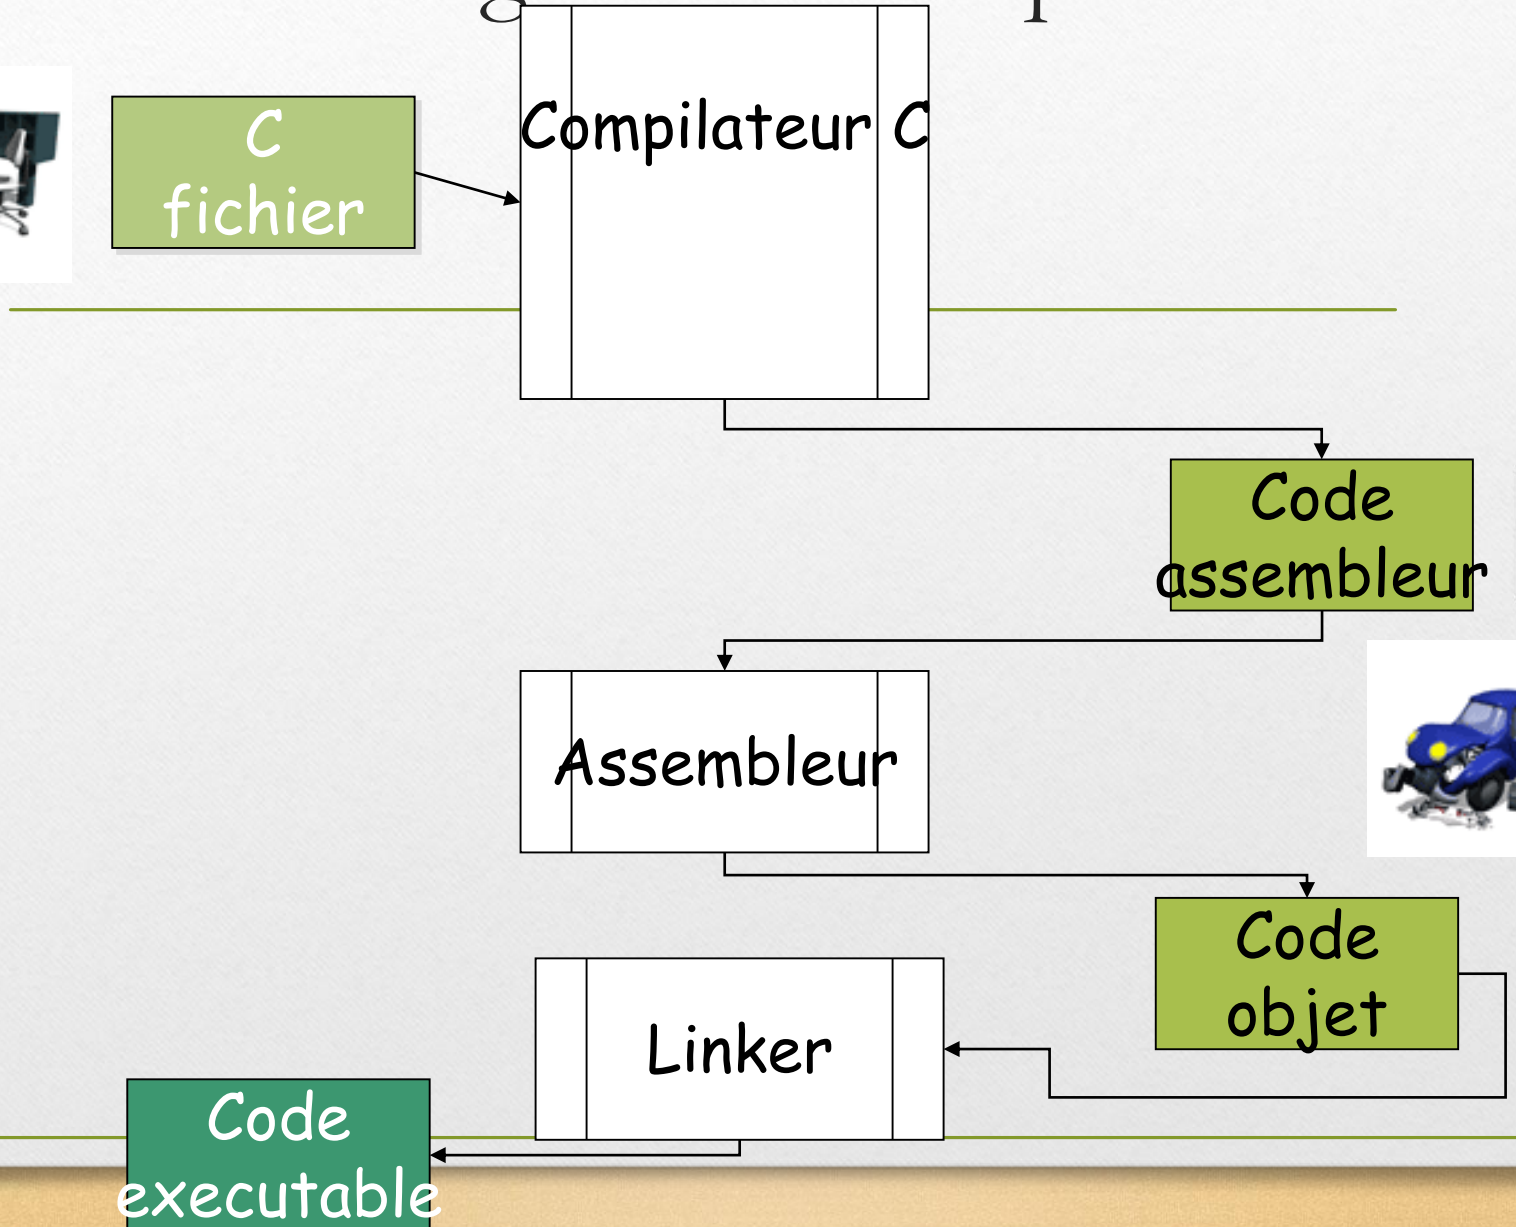 C
fichier
Compilateur C
Code
assembleur
Assembleur
Code
objet
Linker
Code
executable